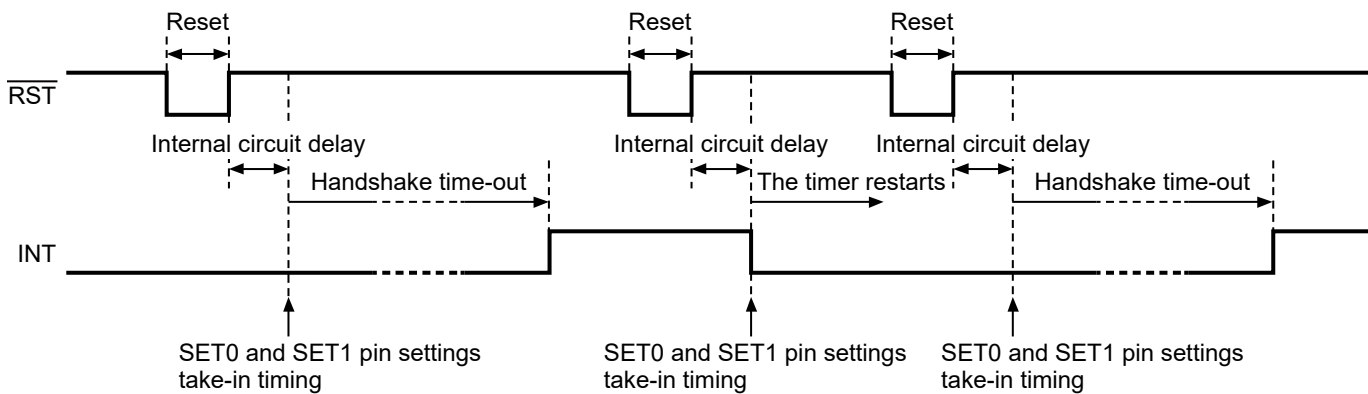 Reset
Reset
Reset
RST
Internal circuit delay
Internal circuit delay
Internal circuit delay
Handshake time-out
The timer restarts
Handshake time-out
INT
SET0 and SET1 pin settings
take-in timing
SET0 and SET1 pin settings
take-in timing
SET0 and SET1 pin settings
take-in timing